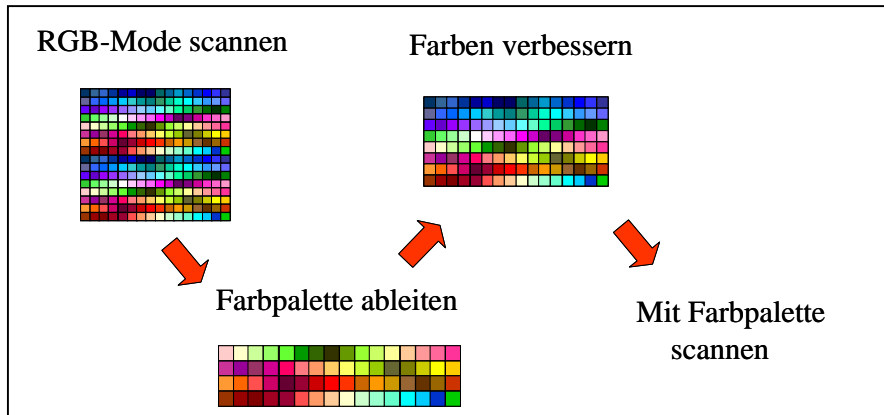 RGB-Mode scannen
Farben verbessern
Farbpalette ableiten
Mit Farbpalette
scannen